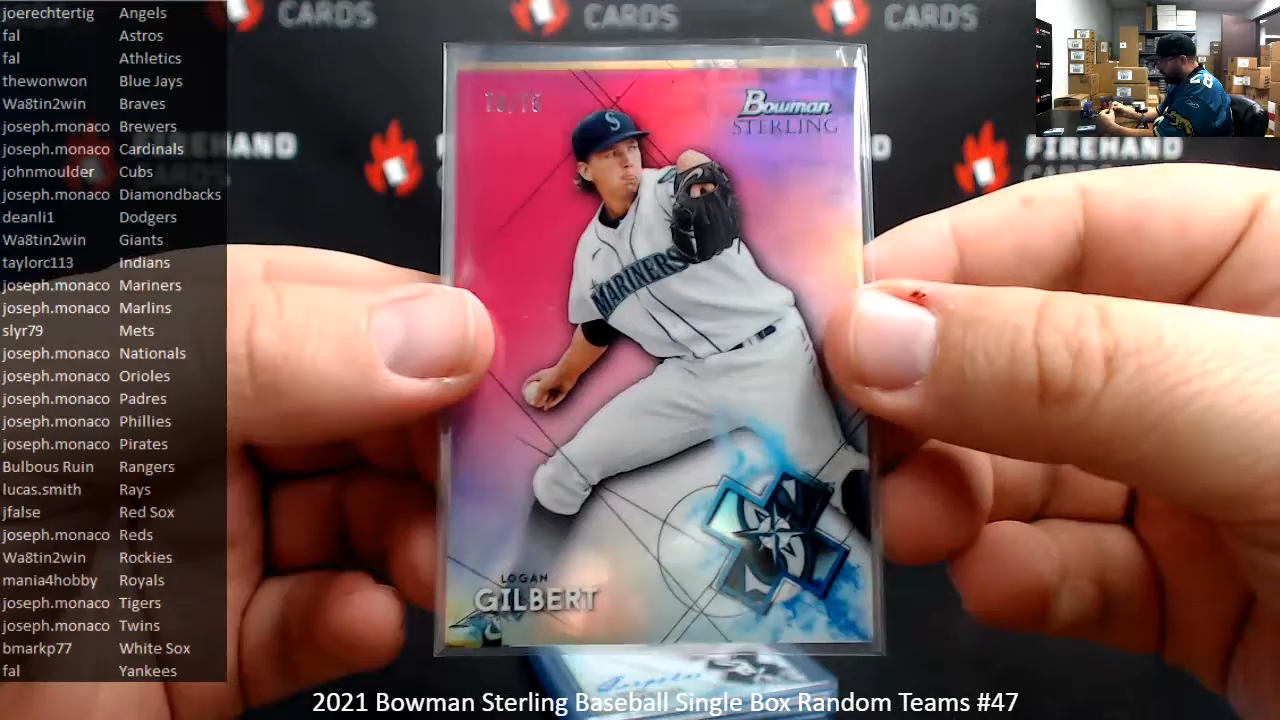 joerechtertig Angels
fal Astros
fal Athletics
thewonwon Blue Jays
Wa8tin2win Braves
joseph.monaco Brewers
joseph.monaco Cardinals
johnmoulder Cubs
joseph.monaco Diamondbacks
deanli1 Dodgers
Wa8tin2win Giants
taylorc113 Indians
joseph.monaco Mariners
joseph.monaco Marlins
slyr79 Mets
joseph.monaco Nationals
joseph.monaco Orioles
joseph.monaco Padres
joseph.monaco Phillies
joseph.monaco Pirates
Bulbous Ruin Rangers
lucas.smith Rays
jfalse Red Sox
joseph.monaco Reds
Wa8tin2win Rockies
mania4hobby Royals
joseph.monaco Tigers
joseph.monaco Twins
bmarkp77 White Sox
fal Yankees
CARDS
CARDS
CARDS
FIREHAND
CARDS
Bowman
STERLING
S
MARINERS
LOGAN
GILBERT
2021 Bowman Sterling Baseball Single Box Random Teams #47